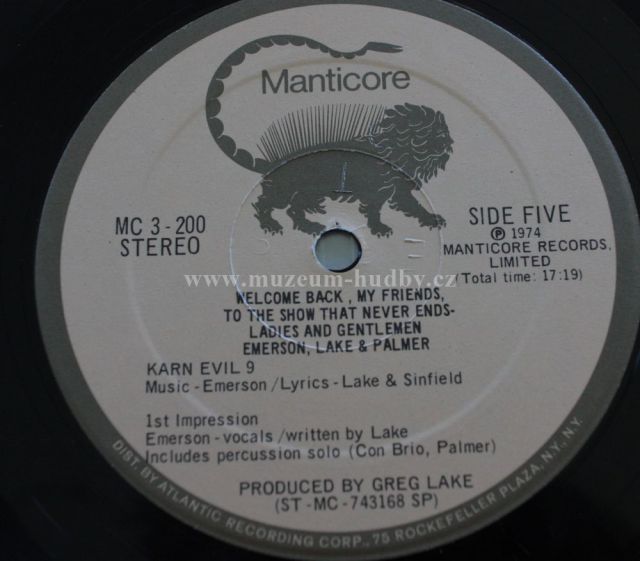 Manticore
MC 3-200
STEREO
SIDE FIVE
Ⓟ 1974
MANTICORE RECORDS,
LIMITED
(Total time: 17:19)
www.muzeum-hudby.cz
WELCOME BACK, MY FRIENDS,
TO THE SHOW THAT NEVER ENDS-
LADIES AND GENTLEMEN
EMERSON, LAKE & PALMER
KARN EVIL 9
Music - Emerson/Lyrics - Lake & Sinfield
1st Impression
Emerson - vocals/written by Lake
Includes percussion solo (Con Brio, Palmer)
PRODUCED BY GREG LAKE
(ST-MC-743168 SP)
DIST. BY ATLANTIC RECORDING CORP., 75 ROCKEFELLER PLAZA, N.Y., N.Y.